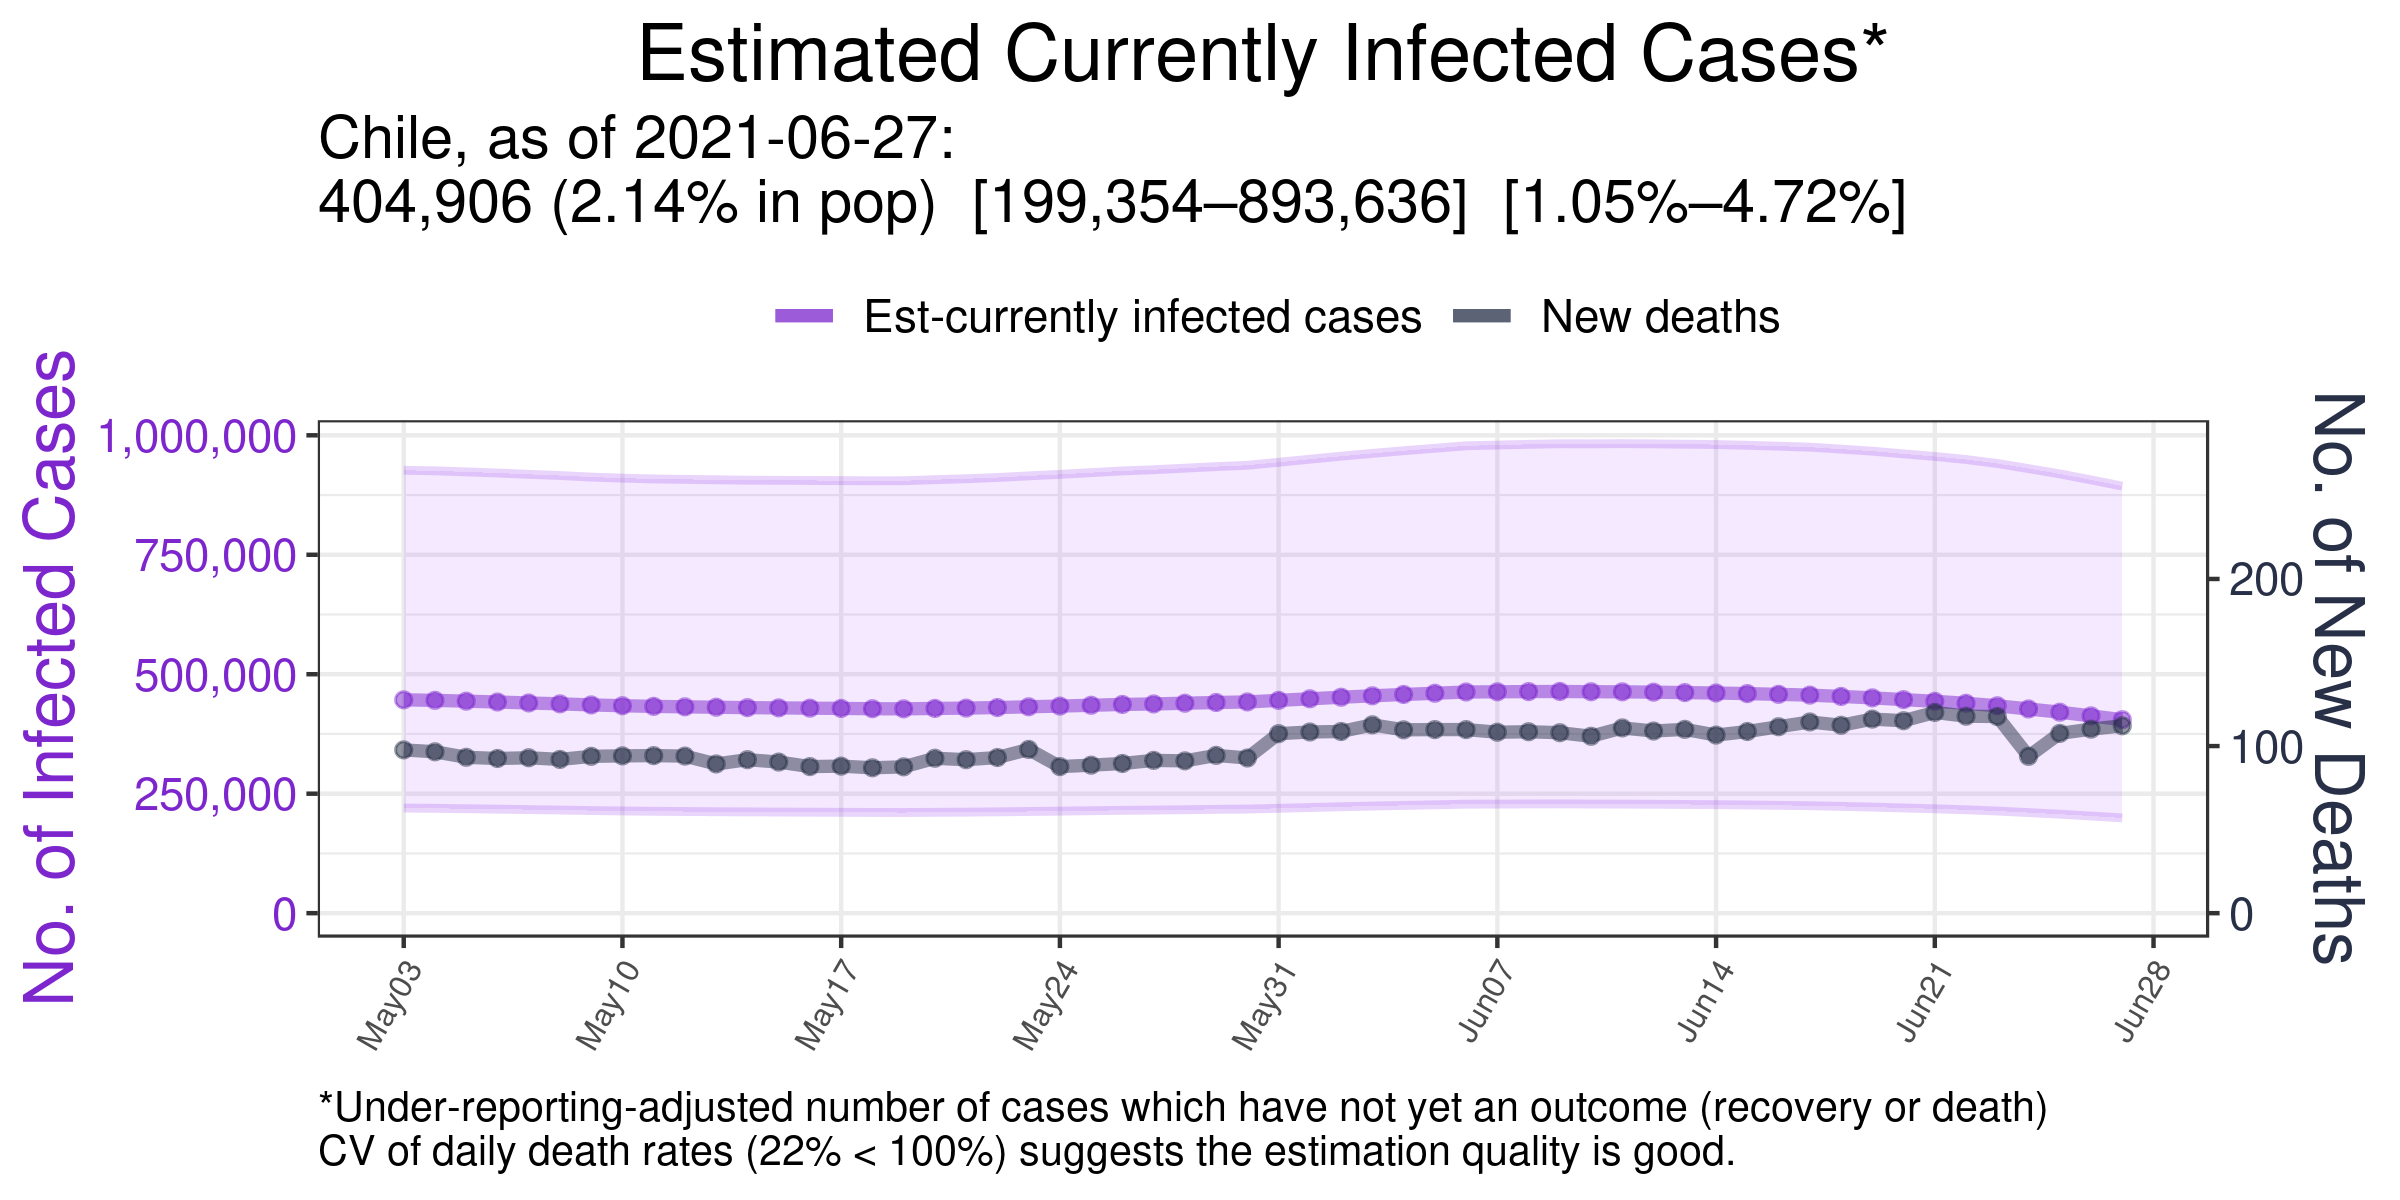 Estimated Currently Infected Cases*
Chile, as of 2021-06-27:
404,906 (2.14% in pop) [199,354–893,636] [1.05%–4.72%]
Est-currently infected cases
New deaths
No. of Infected Cases
1,000,000
750,000
500,000
250,000
0
No. of New Deaths
200
100
0
May03
May10
May17
May24
May31
Jun07
Jun14
Jun21
Jun28
*Under-reporting-adjusted number of cases which have not yet an outcome (recovery or death)
CV of daily death rates (22% < 100%) suggests the estimation quality is good.